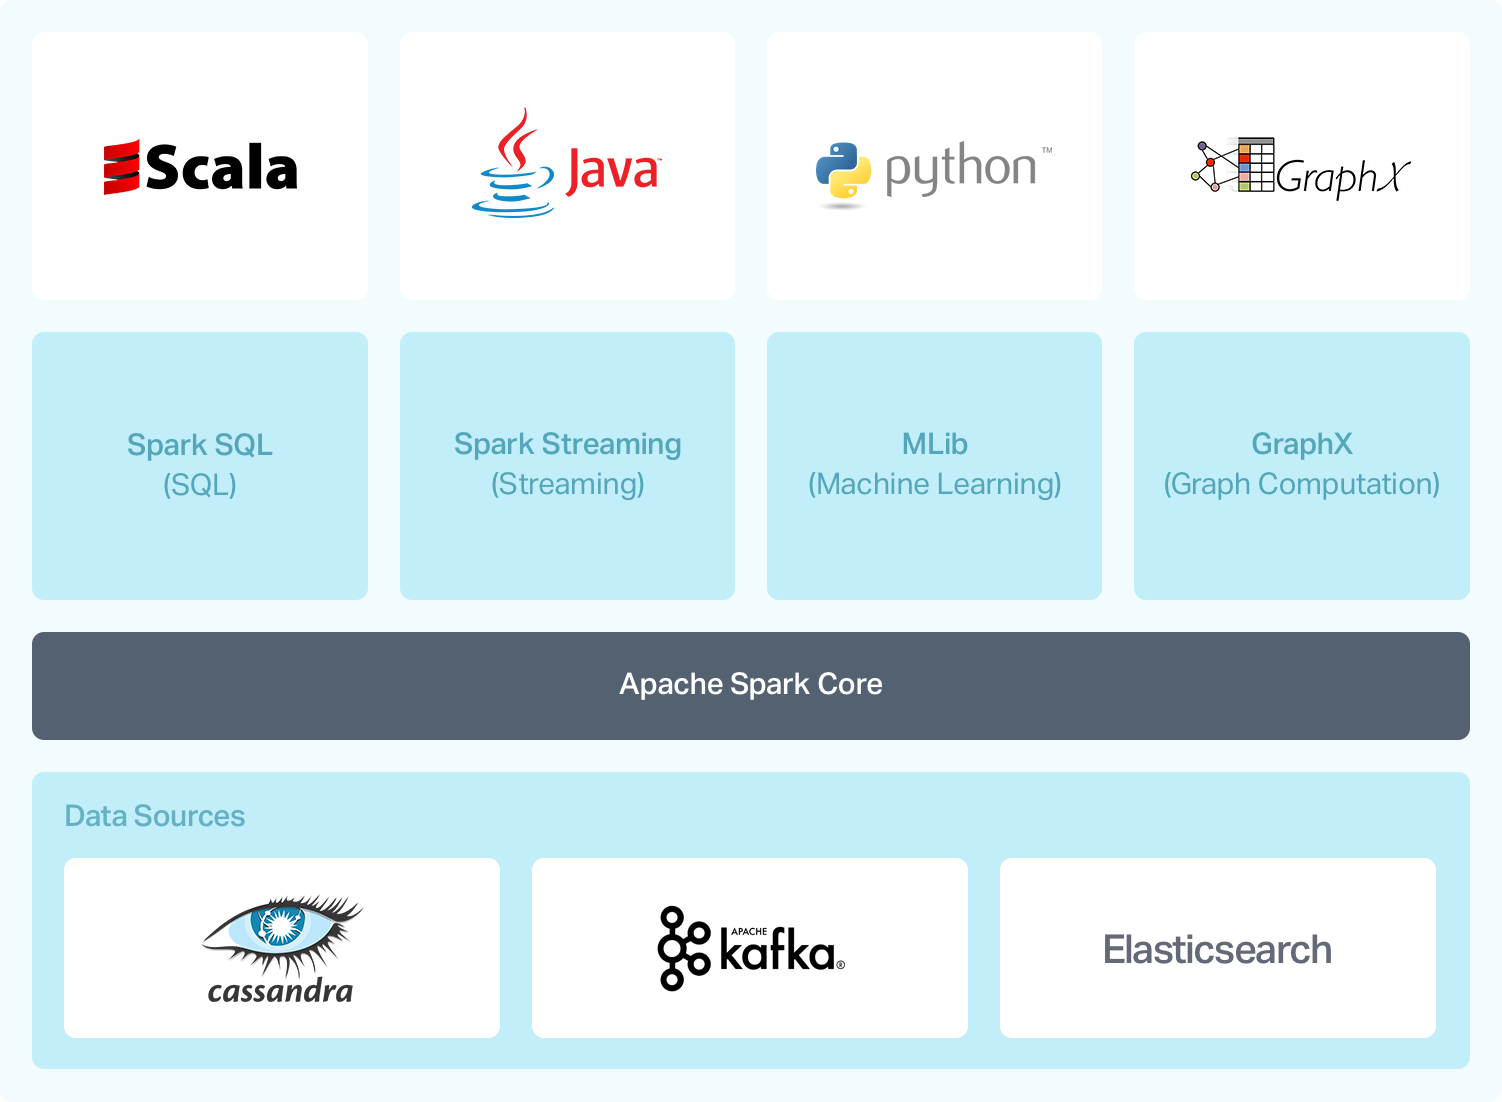 Scala
Java™
python™
GraphX
Spark SQL
(SQL)
Spark Streaming
(Streaming)
MLib
(Machine Learning)
GraphX
(Graph Computation)
Apache Spark Core
Data Sources
cassandra
APACHE
kafka®
Elasticsearch